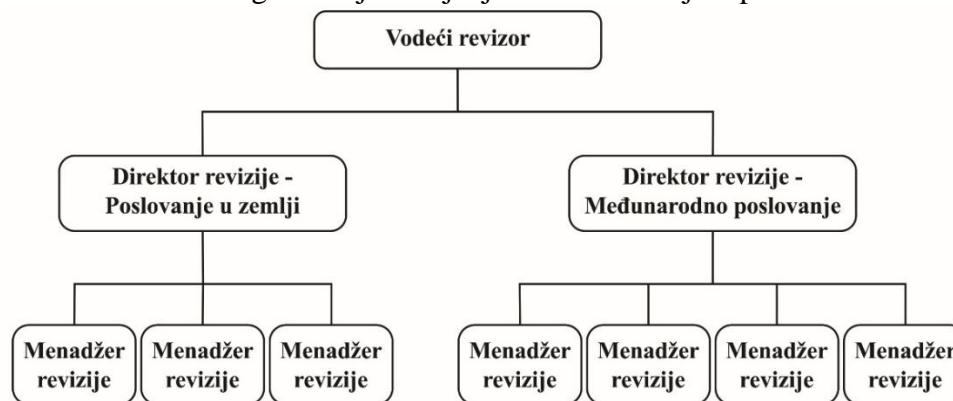 Vodeći revizor
Direktor revizije -
Poslovanje u zemlji
Direktor revizije -
Međunarodno poslovanje
Menadžer
revizije
Menadžer
revizije
Menadžer
revizije
Menadžer
revizije
Menadžer
revizije
Menadžer
revizije
Menadžer
revizije